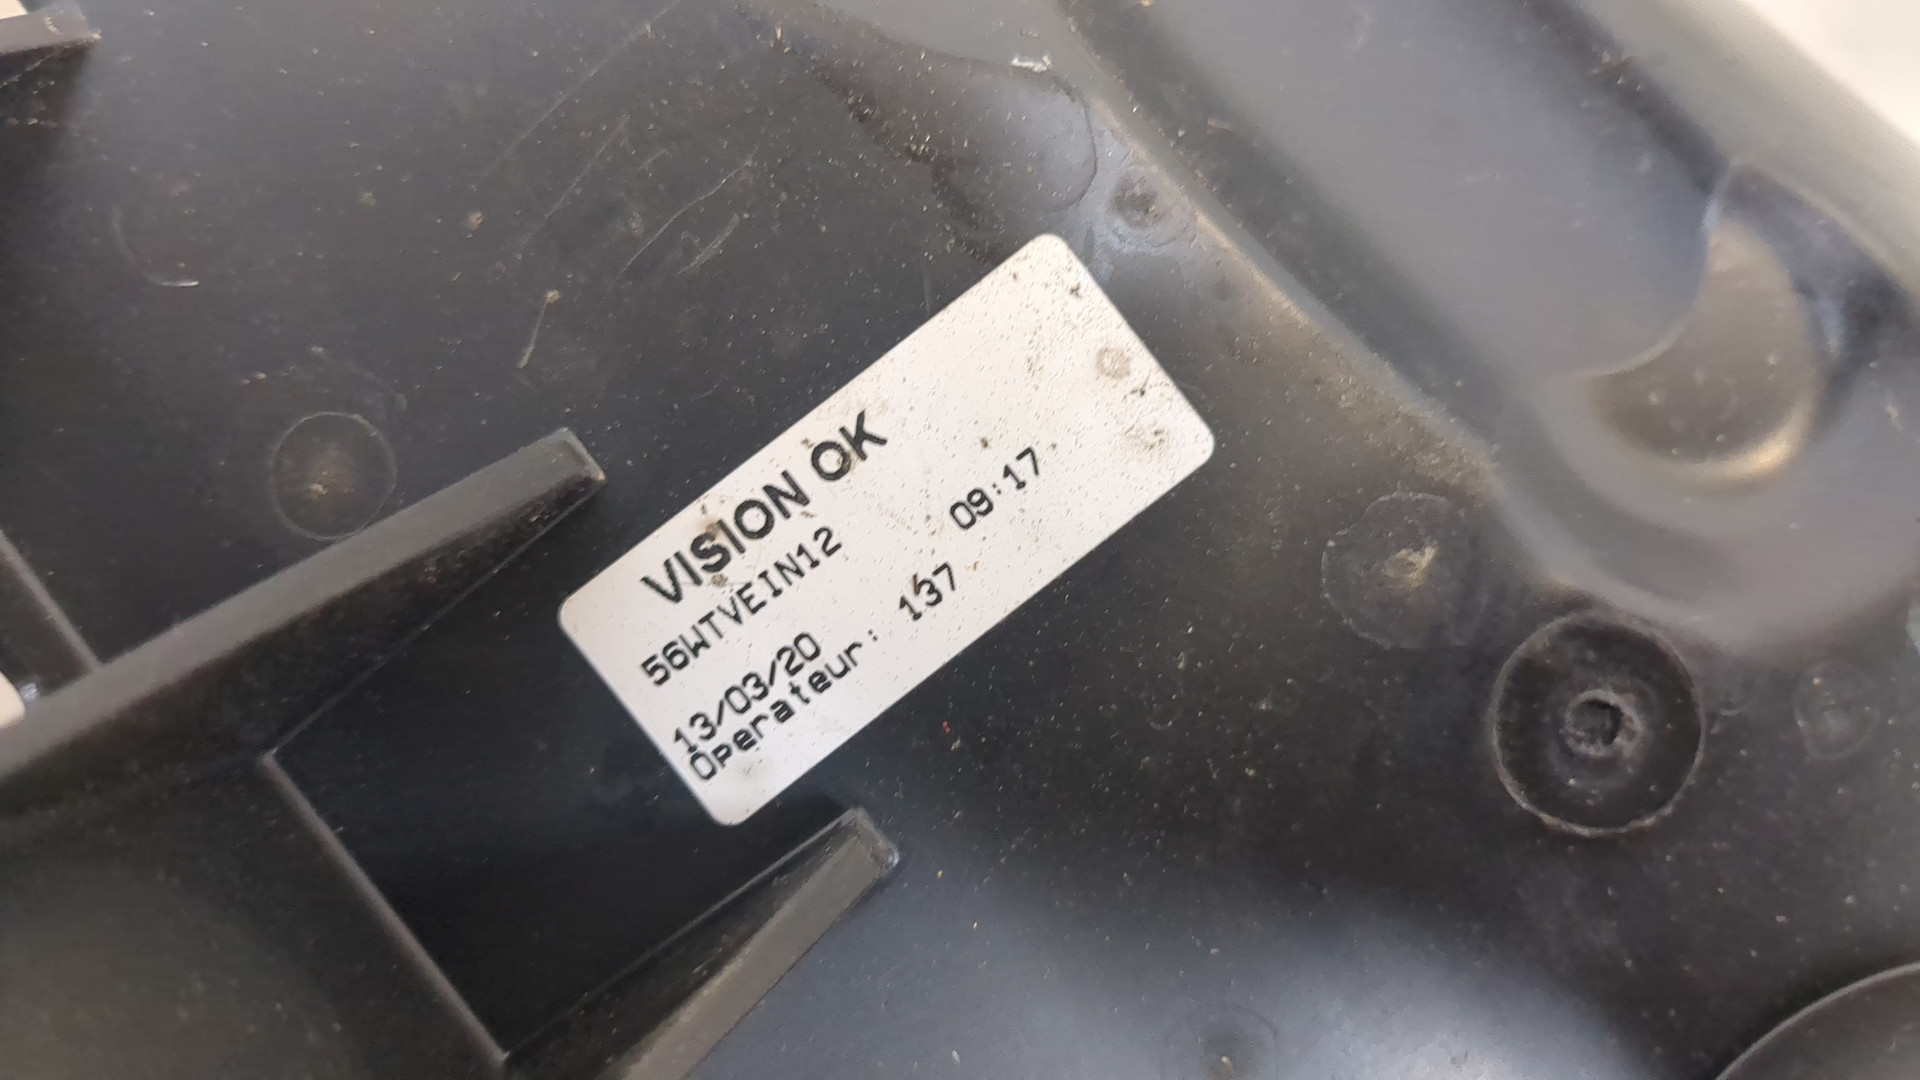 VISION OK
56WTVEIN12
13/03/20 09:17
Operateur: 137